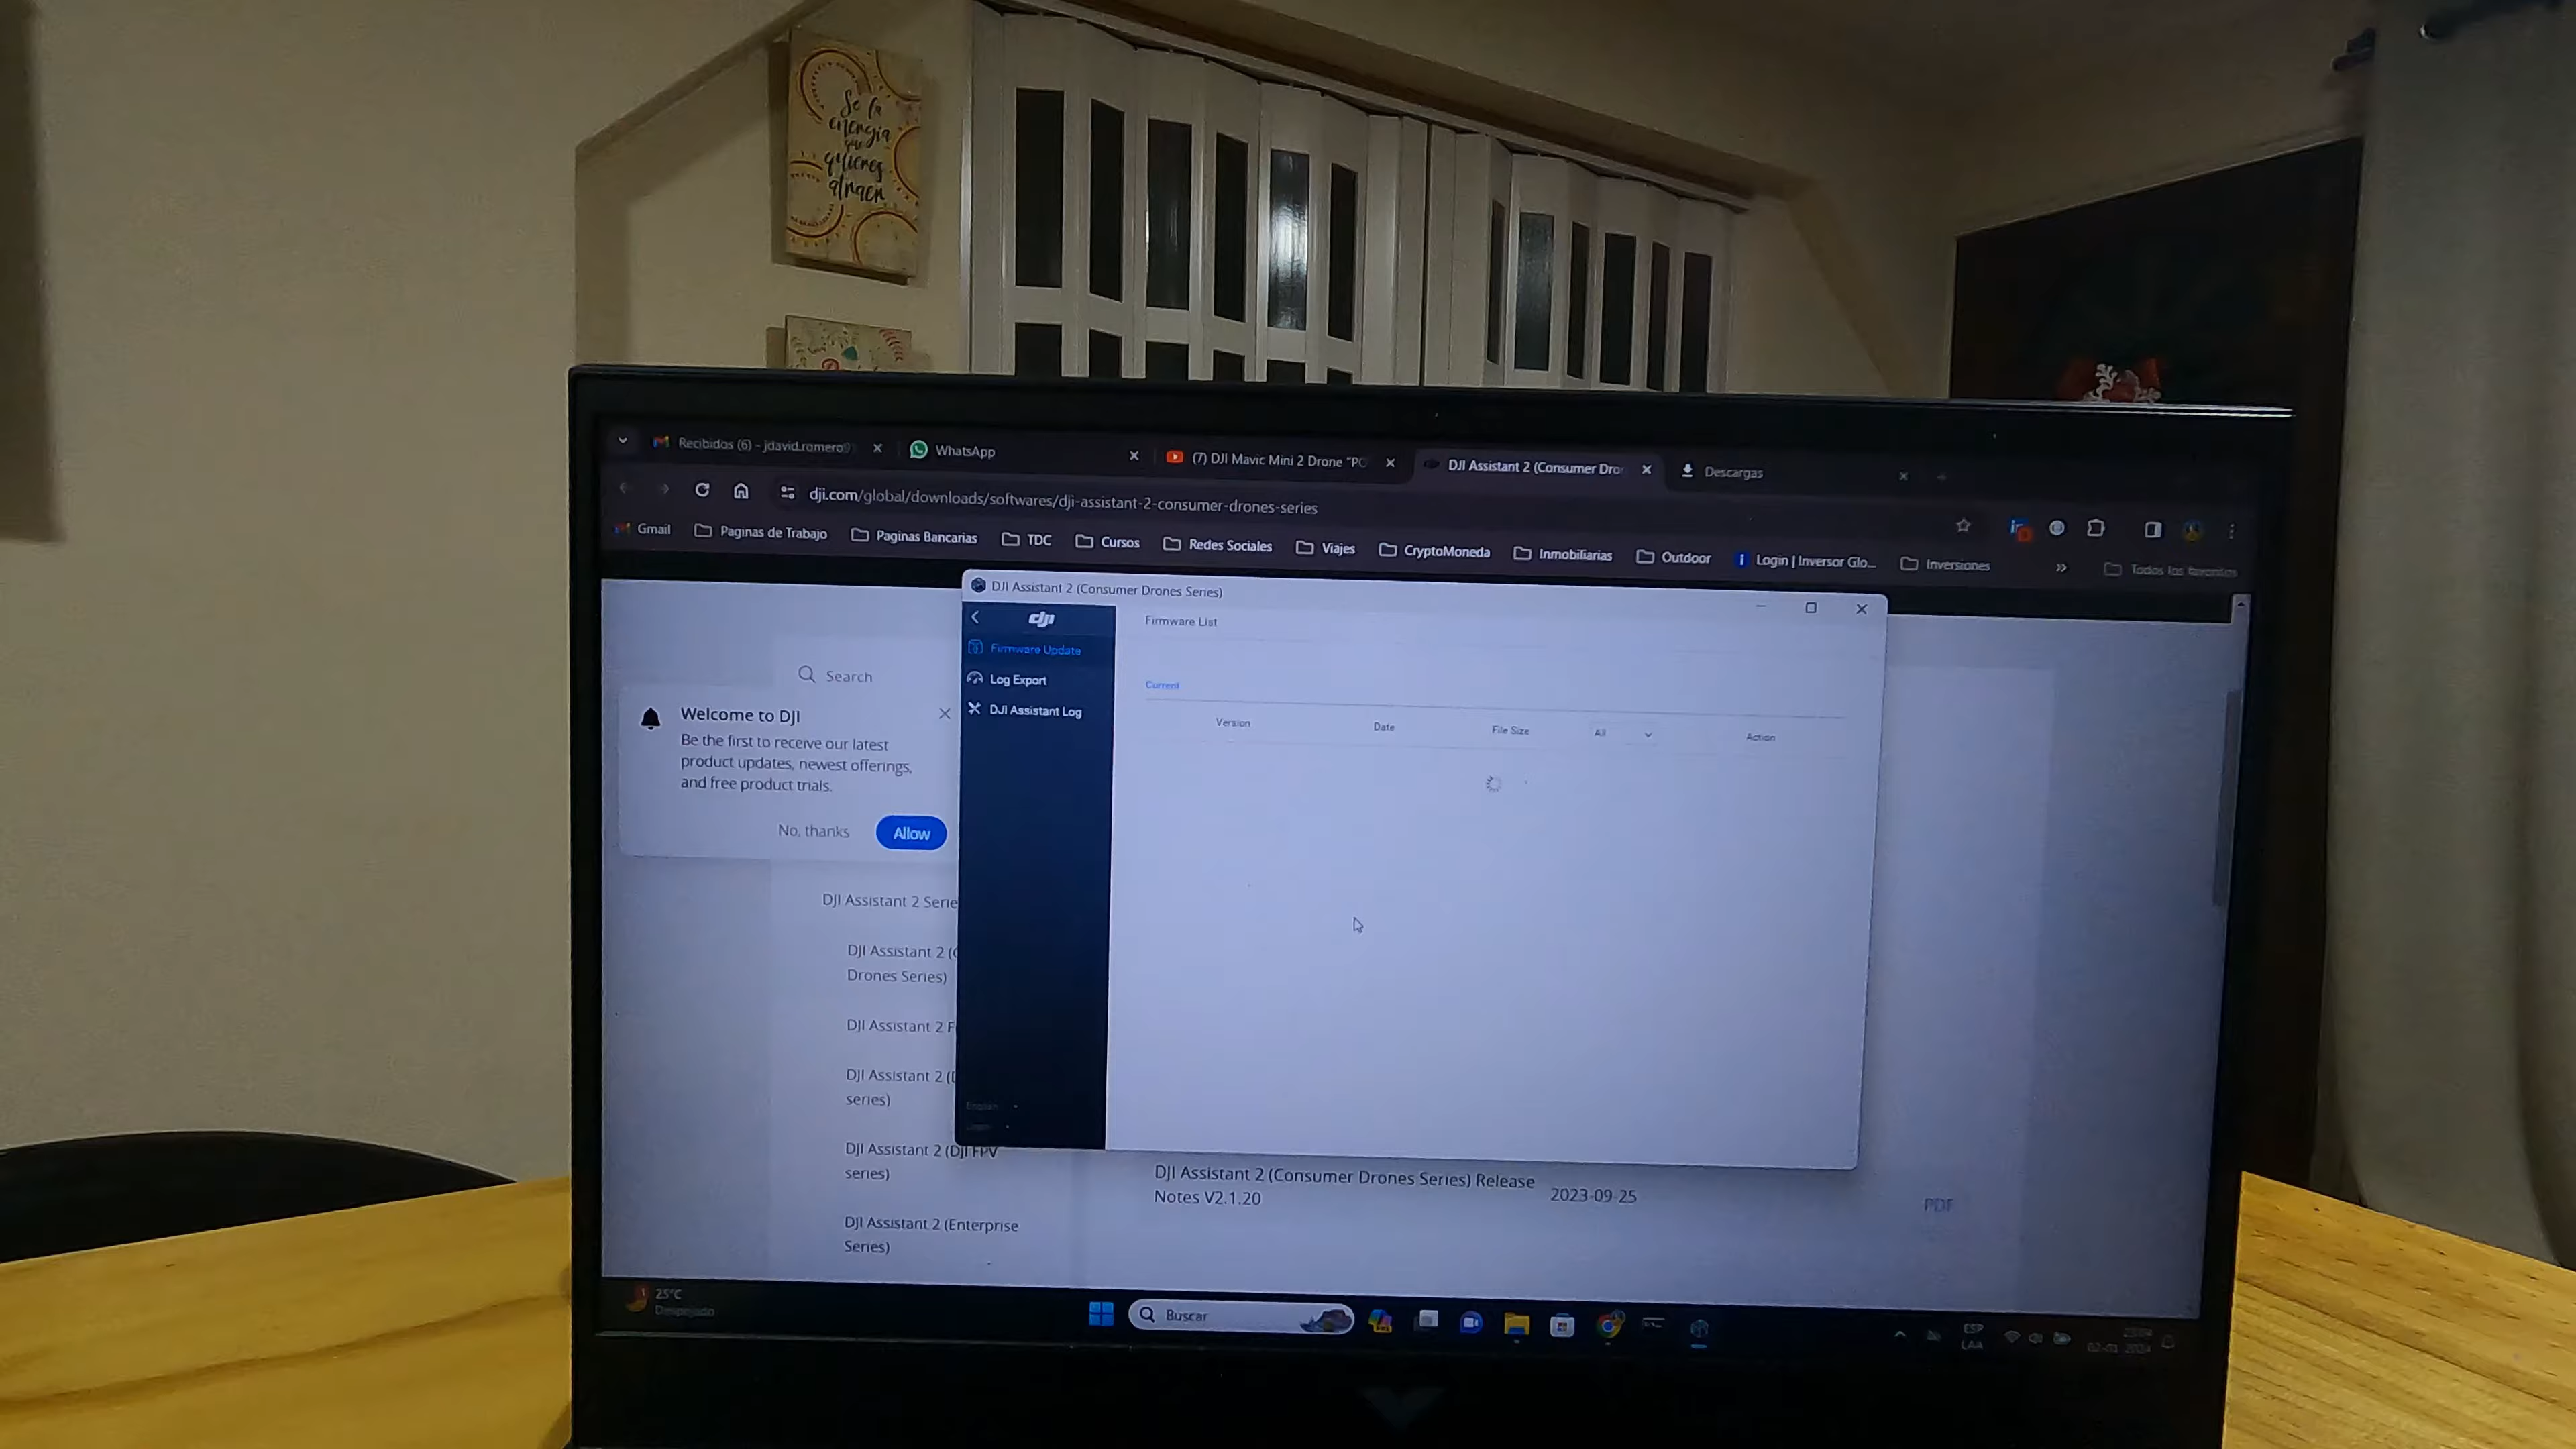 Se la
energía
que
quieres
atraer
Recibidos (6) - jdavid.romero9
WhatsApp
(7) DJI Mavic Mini 2 Drone "PO
DJI Assistant 2 (Consumer Dro
Descargas
dji.com/global/downloads/softwares/dji-assistant-2-consumer-drones-series
Gmail
Paginas de Trabajo
Paginas Bancarias
TDC
Cursos
Redes Sociales
Viajes
CryptoMoneda
Inmobiliarias
Outdoor
Login | Inversor Glo...
Inversiones
»
Todos los favoritos
DJI Assistant 2 (Consumer Drones Series)
dji
Firmware Update
Log Export
DJI Assistant Log
English
Firmware List
Current
Version
Date
File Size
All
Action
Search
Welcome to DJI
Be the first to receive our latest
product updates, newest offerings,
and free product trials.
No, thanks
Allow
DJI Assistant 2 Serie
DJI Assistant 2 (C
Drones Series)
DJI Assistant 2 F
DJI Assistant 2 (D
series)
DJI Assistant 2 (DJI FPV
series)
DJI Assistant 2 (Enterprise
Series)
DJI Assistant 2 (Consumer Drones Series) Release
Notes V2.1.20
2023-09-25
PDF
25°C
Despejado
Buscar
ESP
LAA